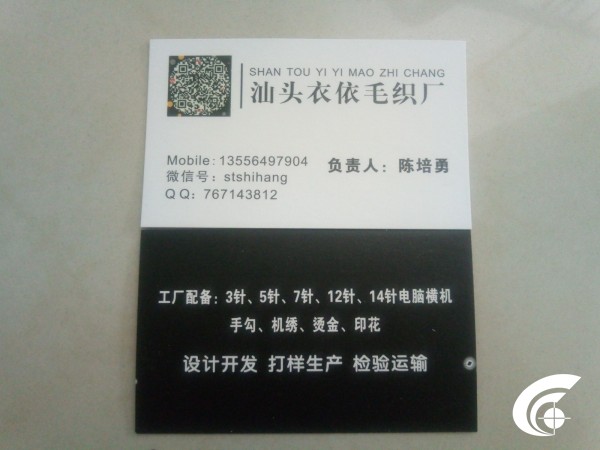 SHAN TOU YI YI MAO ZHI CHANG
汕头衣依毛织厂
Mobile: 13556497904
负责人：陈培勇
微信号：stshihang
QQ：767143812
工厂配备：3针、5针、7针、12针、14针电脑横机
手勾、机绣、烫金、印花
设计开发 打样生产 检验运输